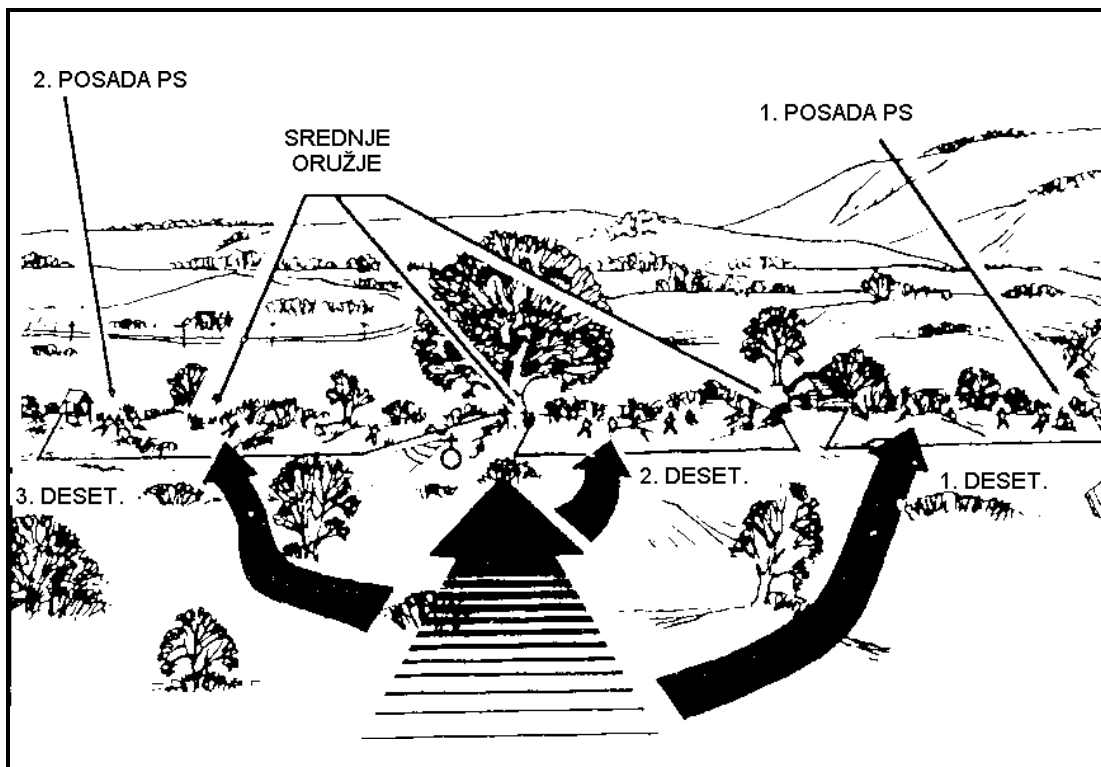 2. POSADA PS
SREDNJE
ORUŽJE
1. POSADA PS
3. DESET.
2. DESET.
1. DESET.